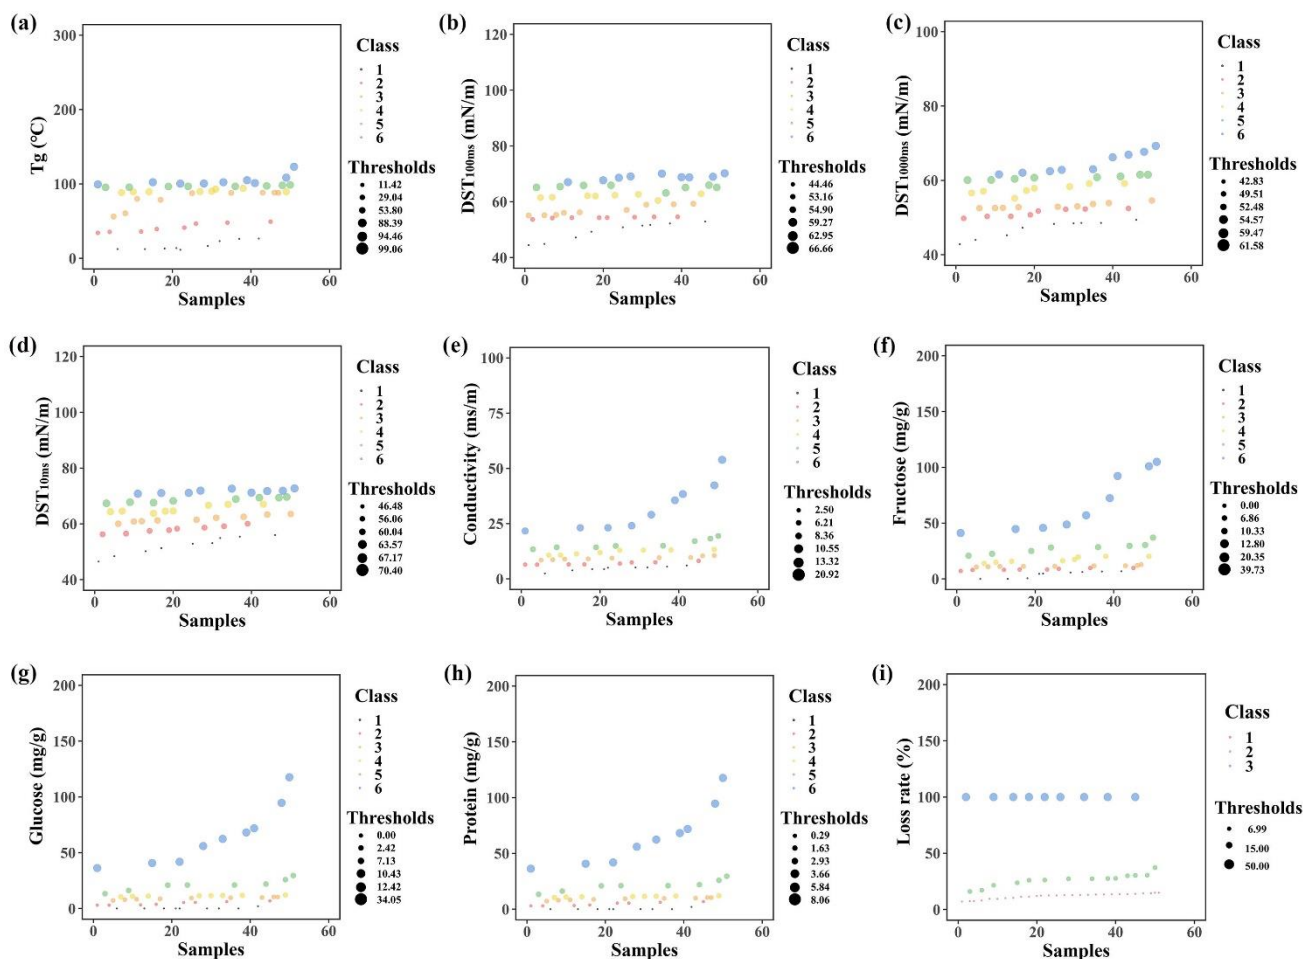 (a)
300
200
100
0
Tg (°C)
0 20 40 60
Samples
Class
1
2
3
4
5
6
Thresholds
11.42
29.04
53.80
88.39
94.46
99.06
(b)
120
100
80
60
40
DST100ms (mN/m)
0 20 40 60
Samples
Class
1
2
3
4
5
6
Thresholds
44.46
53.16
54.90
59.27
62.95
66.66
(c)
100
80
60
40
DST1000ms (mN/m)
0 20 40 60
Samples
Class
1
2
3
4
5
6
Thresholds
42.83
49.51
52.48
54.57
59.47
61.58
(d)
120
100
80
60
40
DST10ms (mN/m)
0 20 40 60
Samples
Class
1
2
3
4
5
6
Thresholds
46.48
56.06
60.04
63.57
67.17
70.40
(e)
100
75
50
25
0
Conductivity (ms/m)
0 20 40 60
Samples
Class
1
2
3
4
5
6
Thresholds
2.50
6.21
8.36
10.55
13.32
20.92
(f)
200
150
100
50
0
Fructose (mg/g)
0 20 40 60
Samples
Class
1
2
3
4
5
6
Thresholds
0.00
6.86
10.33
12.80
20.35
39.73
(g)
200
150
100
50
0
Glucose (mg/g)
0 20 40 60
Samples
Class
1
2
3
4
5
6
Thresholds
0.00
2.42
7.13
10.43
12.42
34.05
(h)
200
150
100
50
0
Protein (mg/g)
0 20 40 60
Samples
Class
1
2
3
4
5
6
Thresholds
0.29
1.63
2.93
3.66
5.84
8.06
(i)
200
150
100
50
0
Loss rate (%)
0 20 40 60
Samples
Class
1
2
3
Thresholds
6.99
15.00
50.00